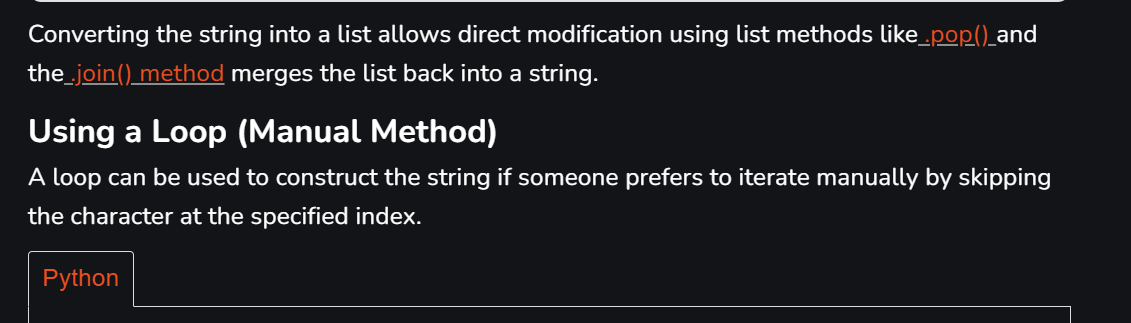 Converting the string into a list allows direct modification using list methods like .pop() and
the .join() method merges the list back into a string.
Using a Loop (Manual Method)
A loop can be used to construct the string if someone prefers to iterate manually by skipping
the character at the specified index.
Python